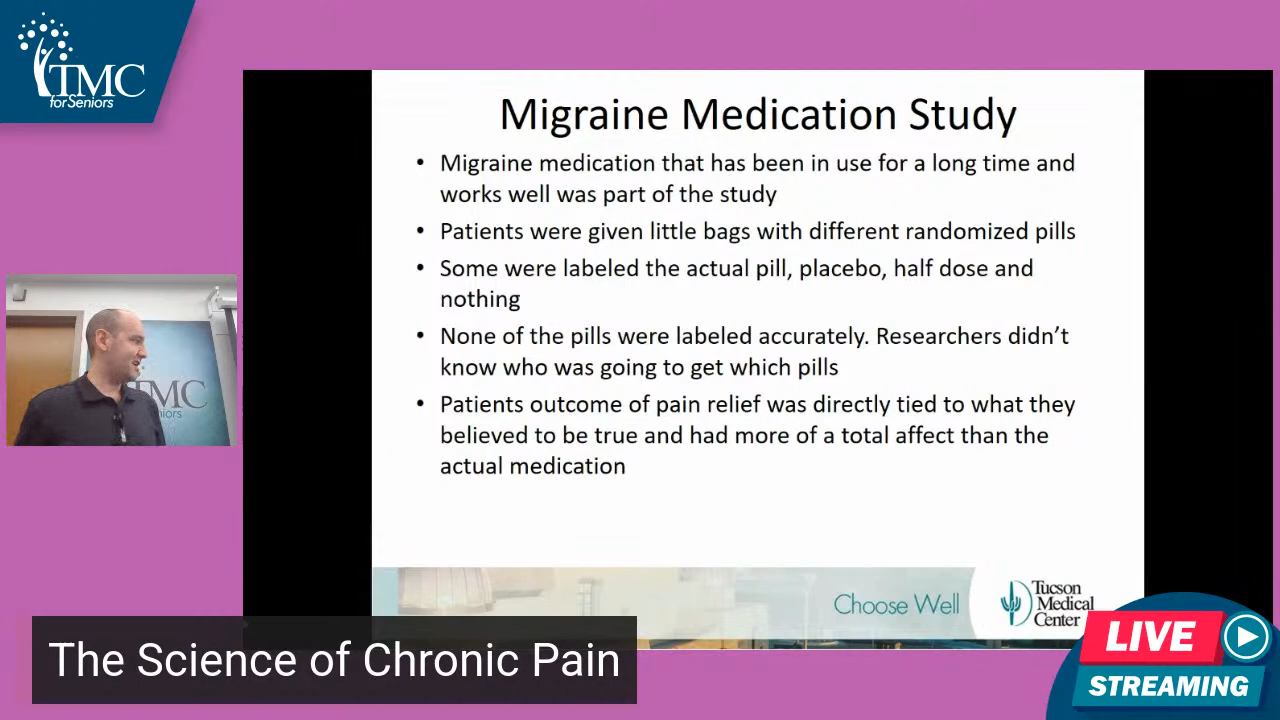 TMC
for Seniors
Migraine Medication Study
• Migraine medication that has been in use for a long time and
works well was part of the study
• Patients were given little bags with different randomized pills
• Some were labeled the actual pill, placebo, half dose and
nothing
• None of the pills were labeled accurately. Researchers didn't
know who was going to get which pills
• Patients outcome of pain relief was directly tied to what they
believed to be true and had more of a total affect than the
actual medication
TMC
Choose Well
Tucson
Medical
Center
The Science of Chronic Pain
LIVE
STREAMING